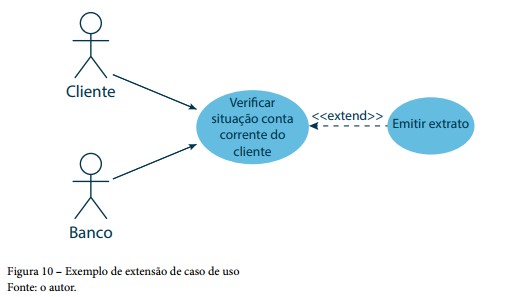 Cliente
Verificar
situação conta
corrente do
cliente
<<extend>>
Emitir extrato
Banco
Figura 10 – Exemplo de extensão de caso de uso
Fonte: o autor.